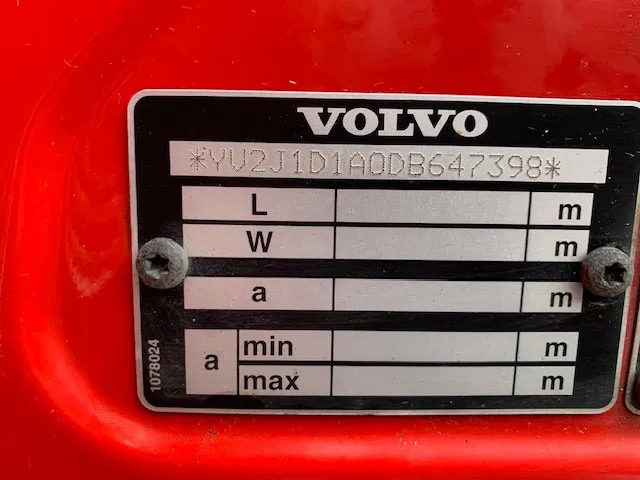 VOLVO
*YV2J1D1A0DB647398*
L m
W m
a m
a min m
max m
1078024